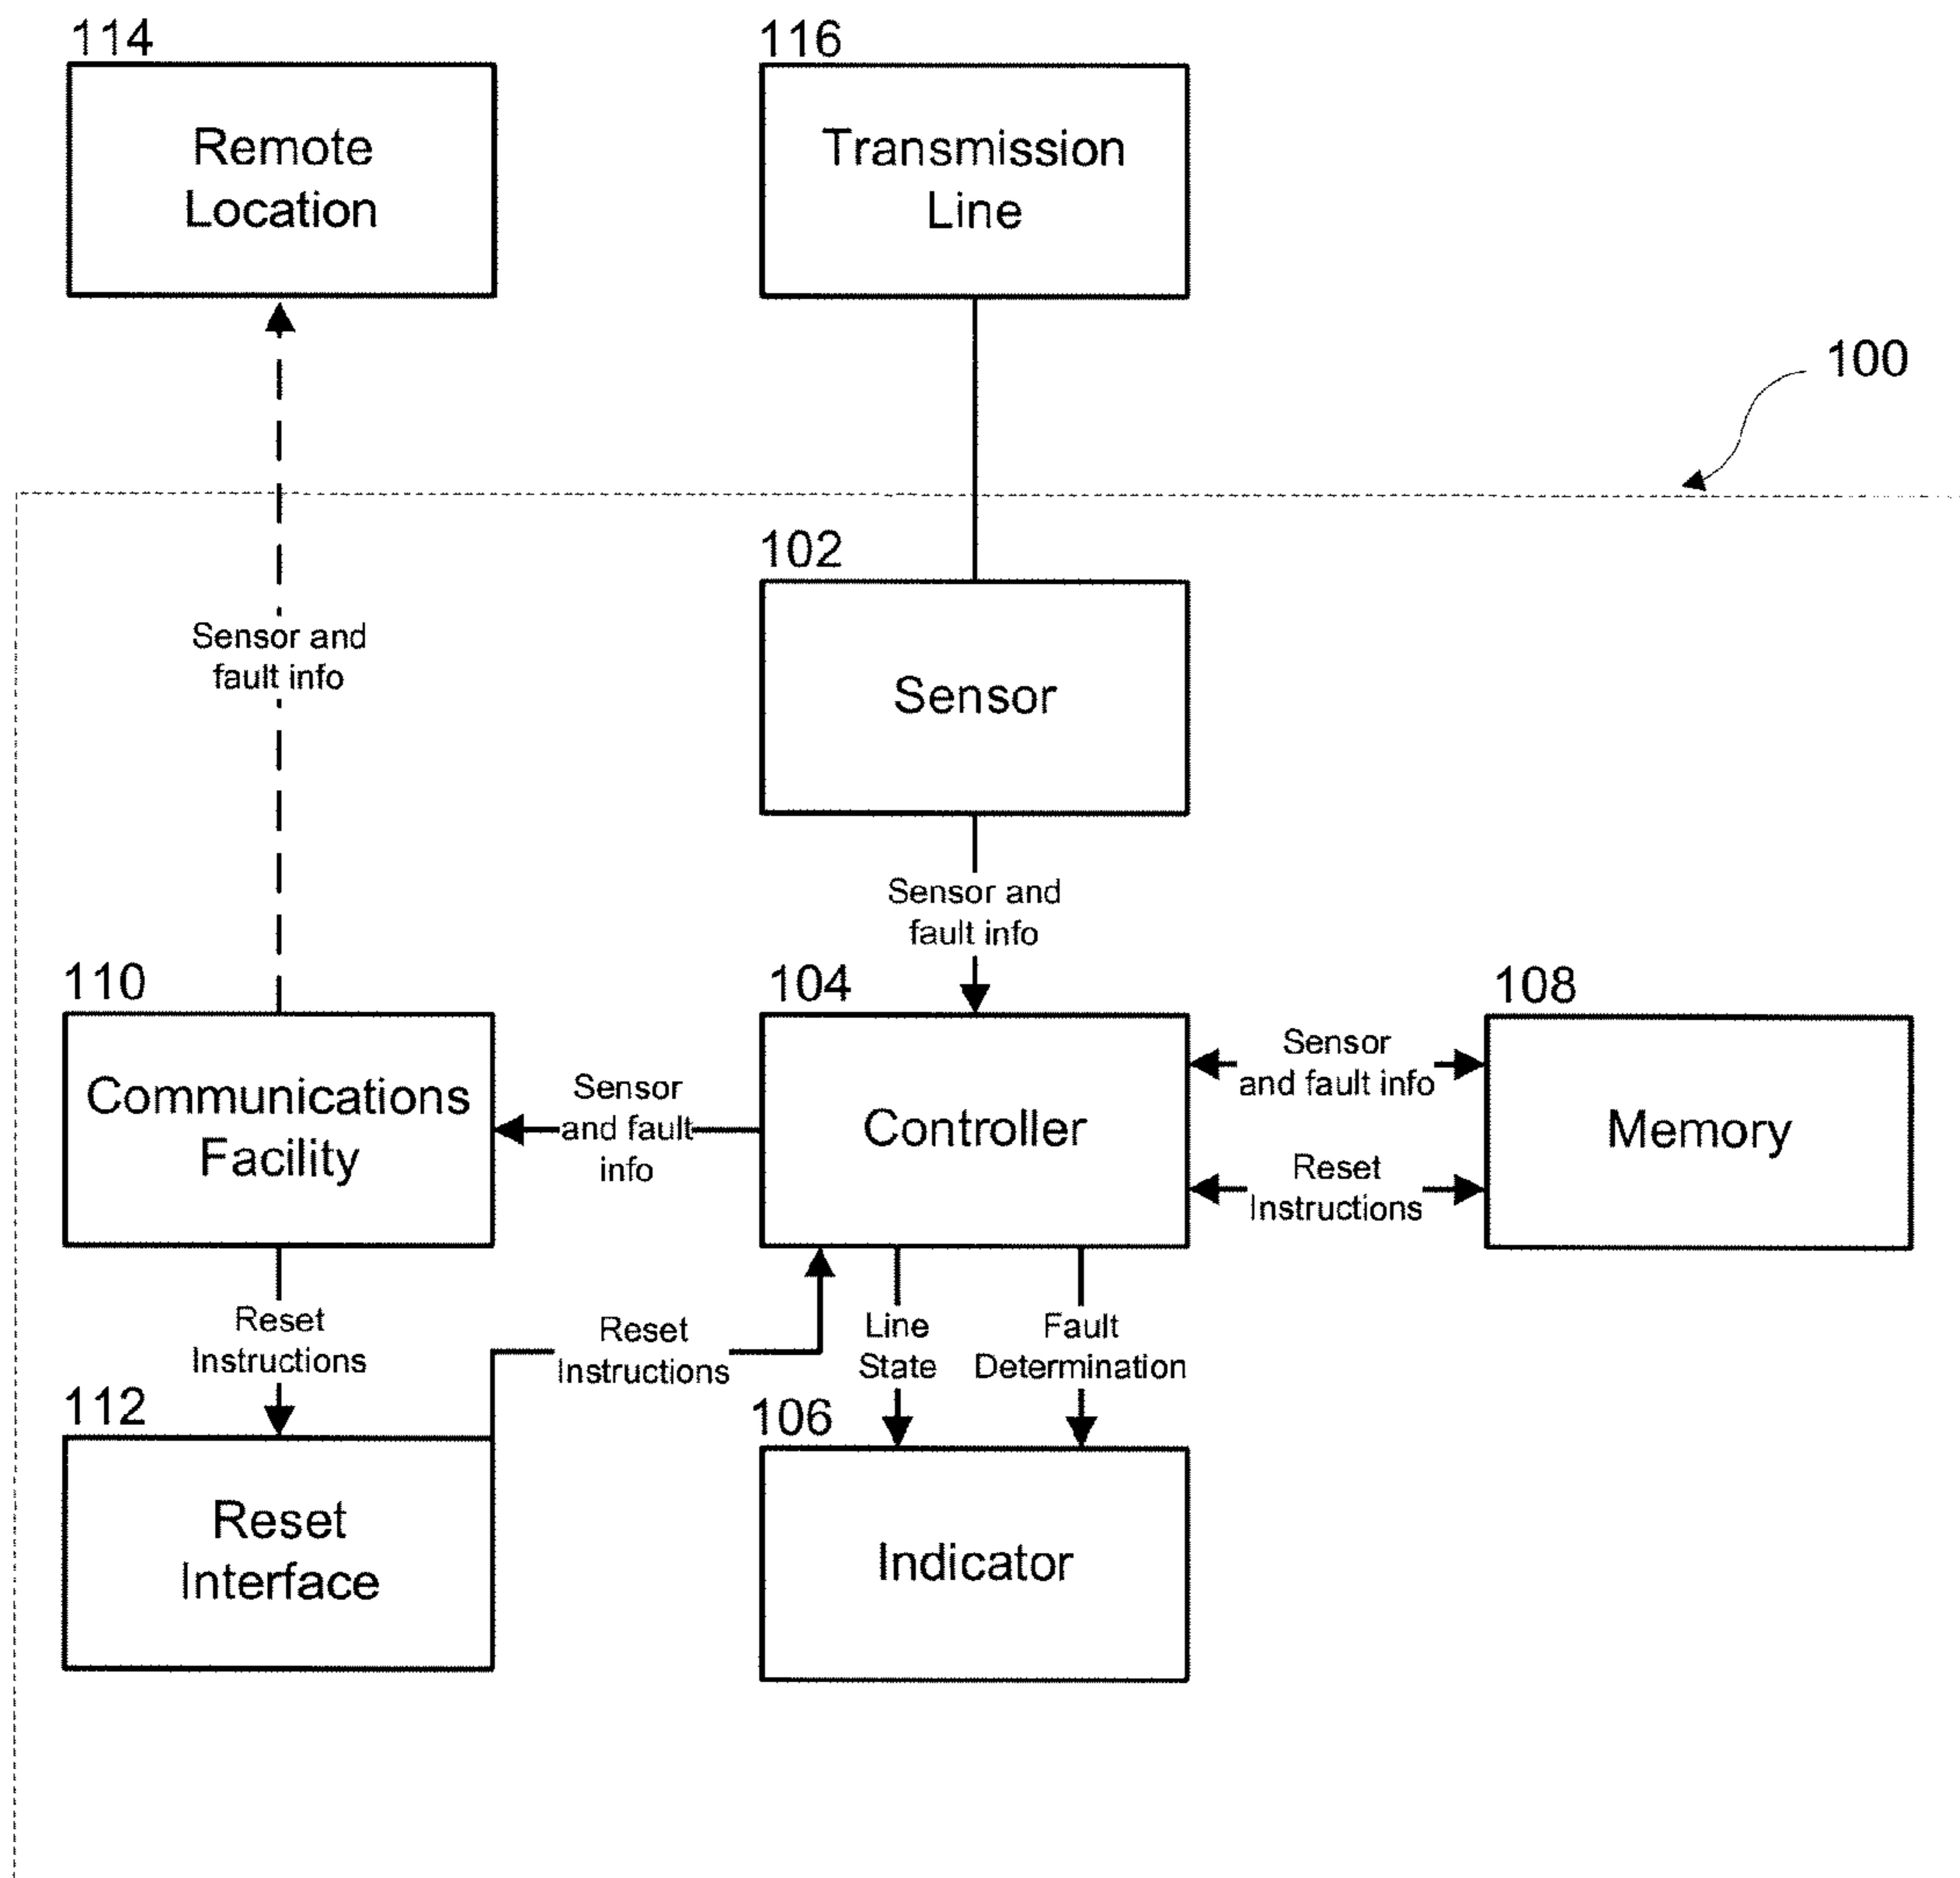 114
Remote
Location
116
Transmission
Line
100
Sensor and
fault info
102
Sensor
Sensor and
fault info
110
Communications
Facility
Sensor
and fault
info
104
Controller
Sensor
and fault info
Reset
Instructions
108
Memory
Reset
Instructions
Reset
Instructions
Line
State
Fault
Determination
112
Reset
Interface
106
Indicator